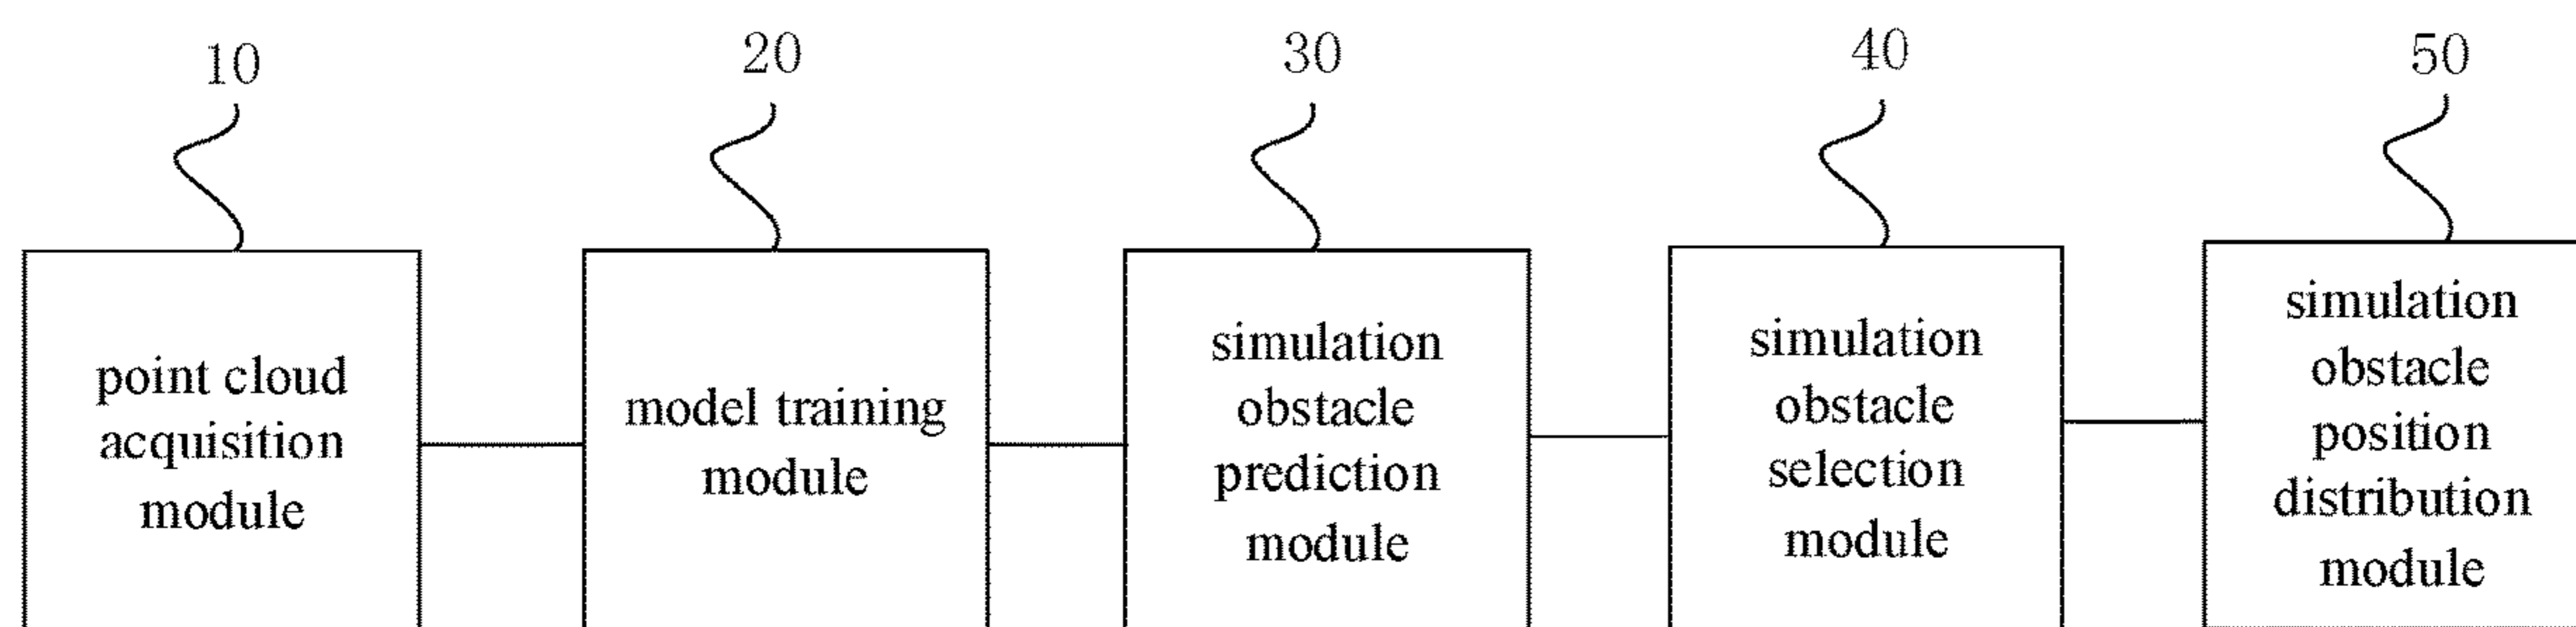 10
20
30
40
50
point cloud
acquisition
module
model training
module
simulation
obstacle
prediction
module
simulation
obstacle
selection
module
simulation
obstacle
position
distribution
module